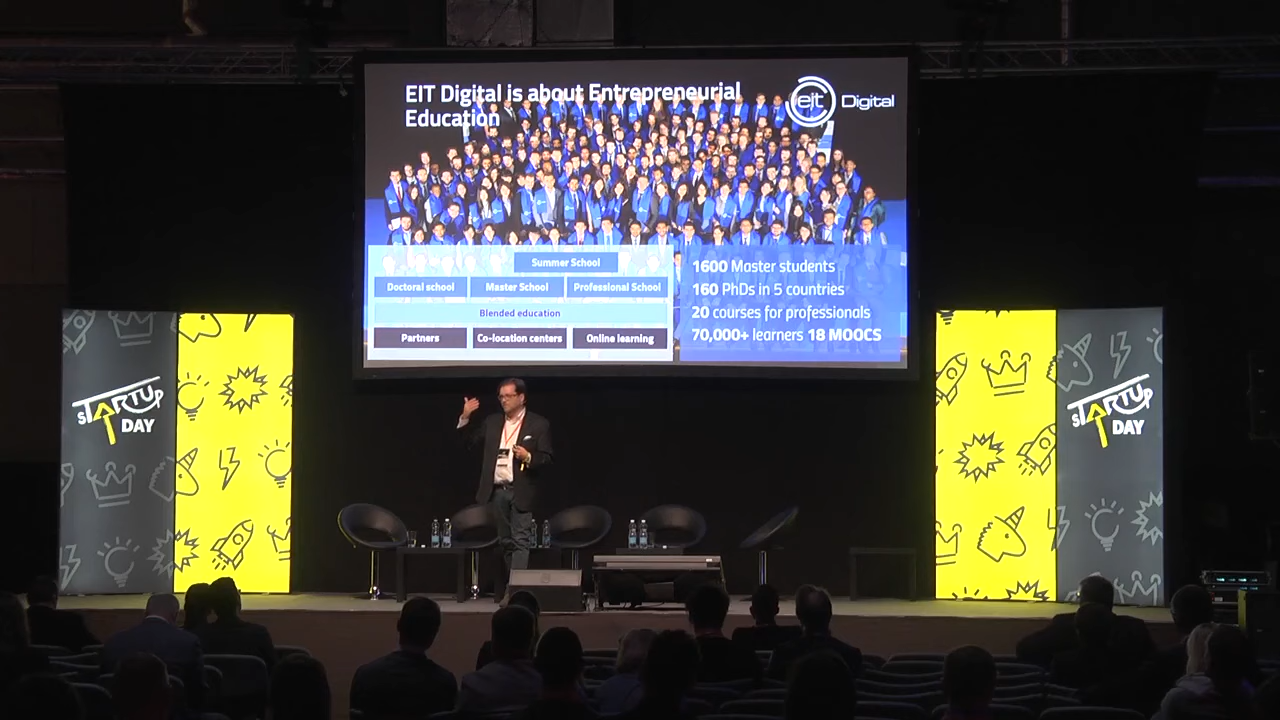 EIT Digital is about Entrepreneurial
Education
eit Digital
Summer School
Doctoral school Master School Professional School
Blended education
Partners Co-location centers Online learning
1600 Master students
160 PhDs in 5 countries
20 courses for professionals
70,000+ learners 18 MOOCS
STARTUP
DAY
STARTUP
DAY